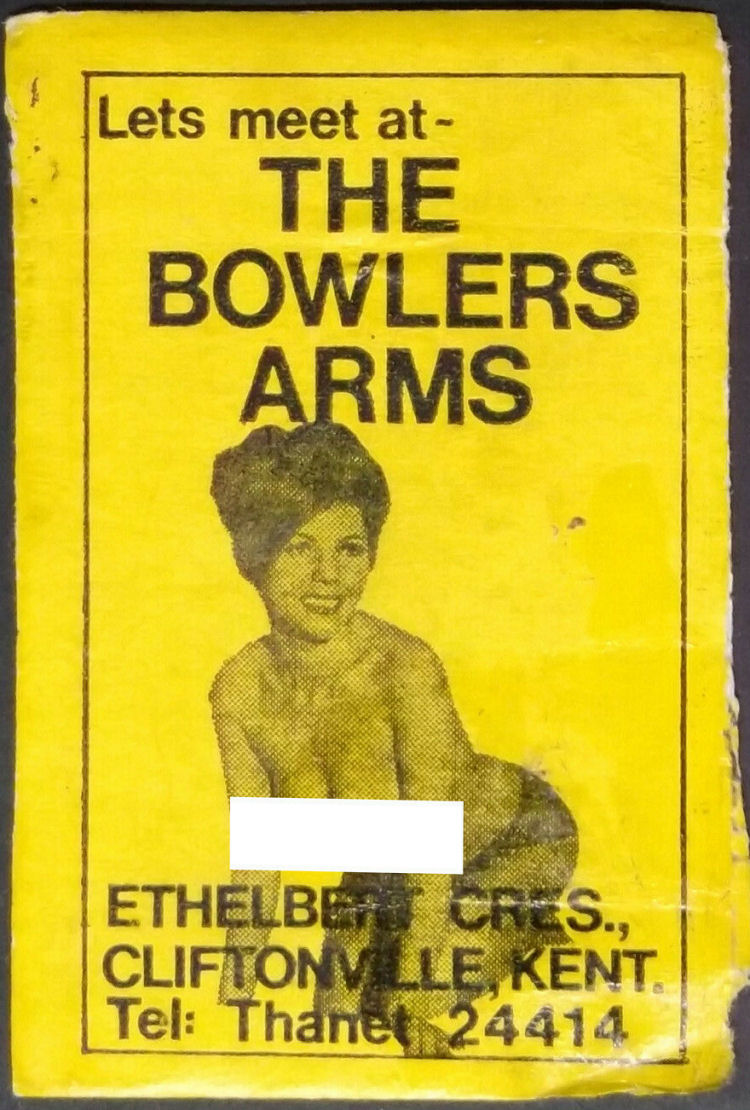 Lets meet at-
THE
BOWLERS
ARMS
ETHELBERT CRES.,
CLIFTONVILLE, KENT.
Tel: Thanet 24414